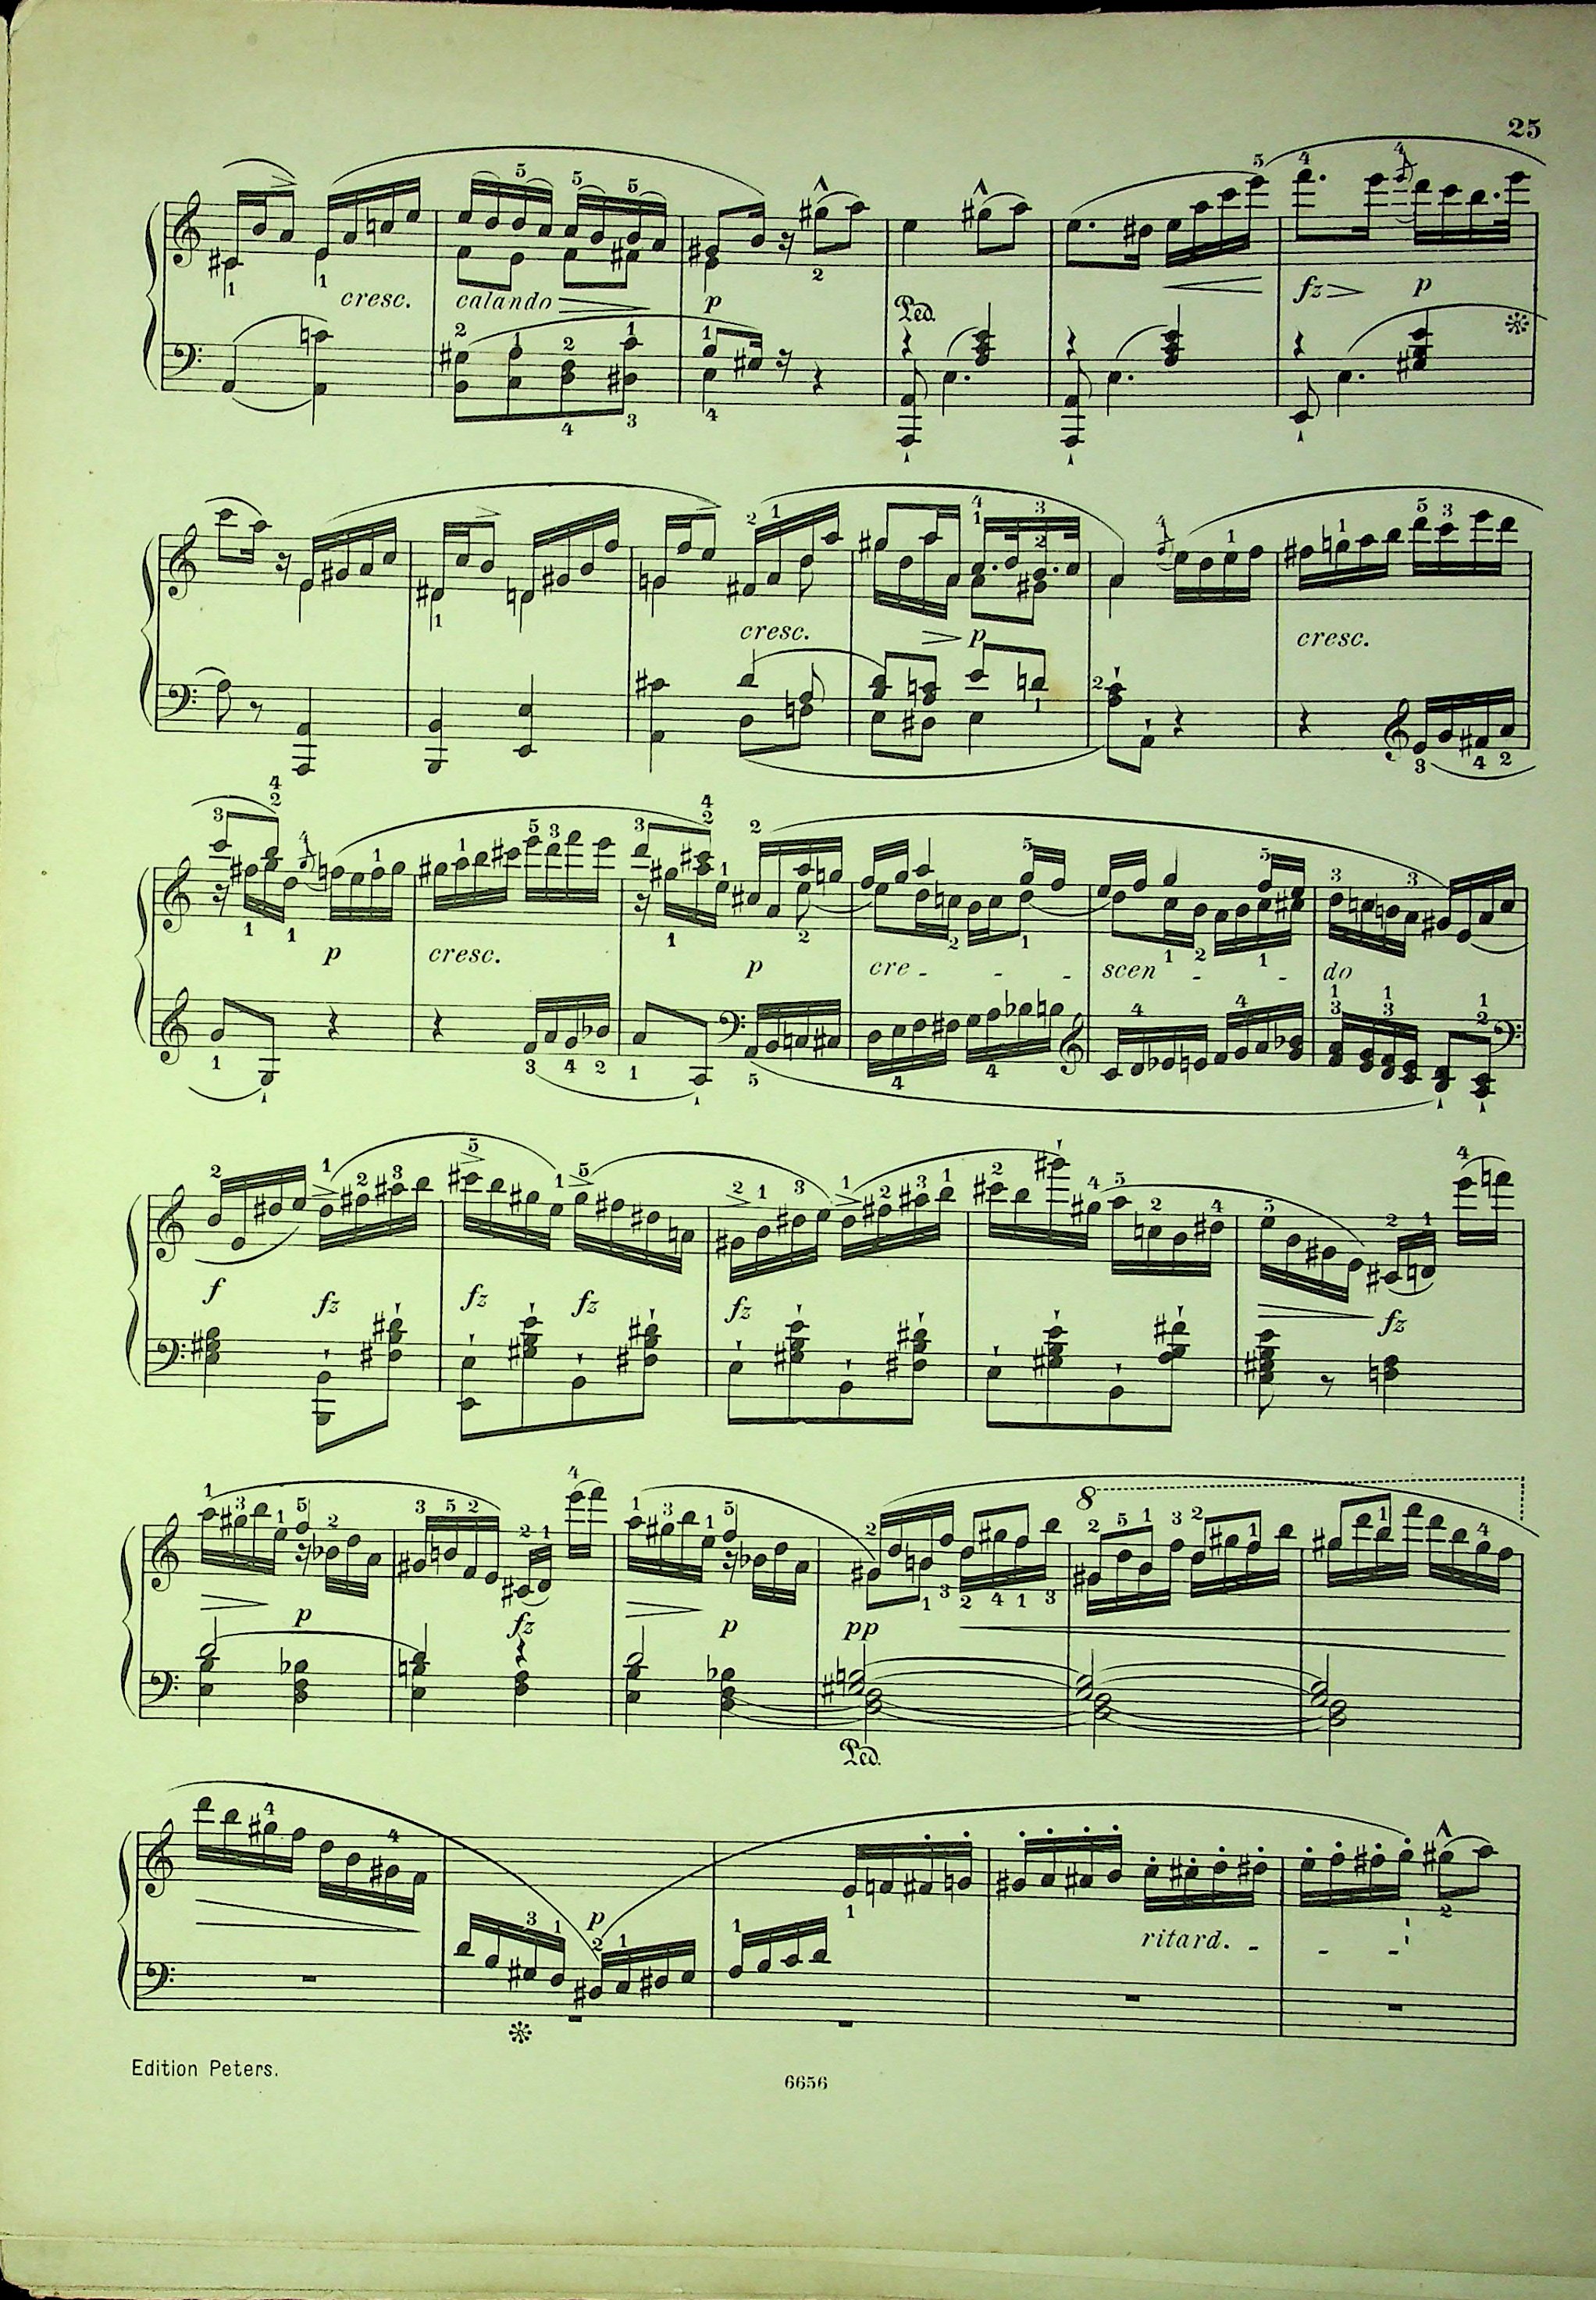 25
cresc. calando p Ped. fz p
cresc. p cresc.
p cresc. p cre - - - scen - - do
f fz fz fz fz fz
p fz p pp 8
Ped.
p ritard. - - -
Edition Peters.
6656